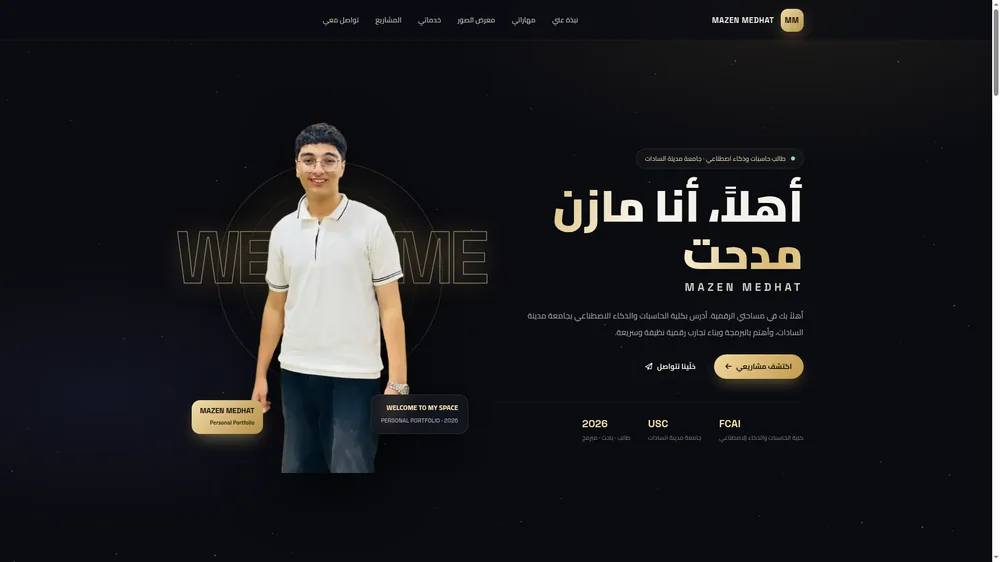 MM
MAZEN MEDHAT
نبذة عني
مهاراتي
معرض الصور
خدماتي
المشاريع
تواصل معي
طالب حاسبات وذكاء اصطناعي · جامعة مدينة السادات
أهلاً، أنا مازن
مدحت
MAZEN MEDHAT
أهلاً بك في مساحتي الرقمية. أدرس بكلية الحاسبات والذكاء الاصطناعي بجامعة مدينة
السادات، وأهتم بالبرمجة وبناء تجارب رقمية نظيفة وسريعة.
اكتشف مشاريعي
خلّينا نتواصل
FCAI
كلية الحاسبات والذكاء الاصطناعي
USC
جامعة مدينة السادات
2026
طالب · باحث · مبرمج
WE ME
WELCOME TO MY SPACE
PERSONAL PORTFOLIO · 2026
MAZEN MEDHAT
Personal Portfolio